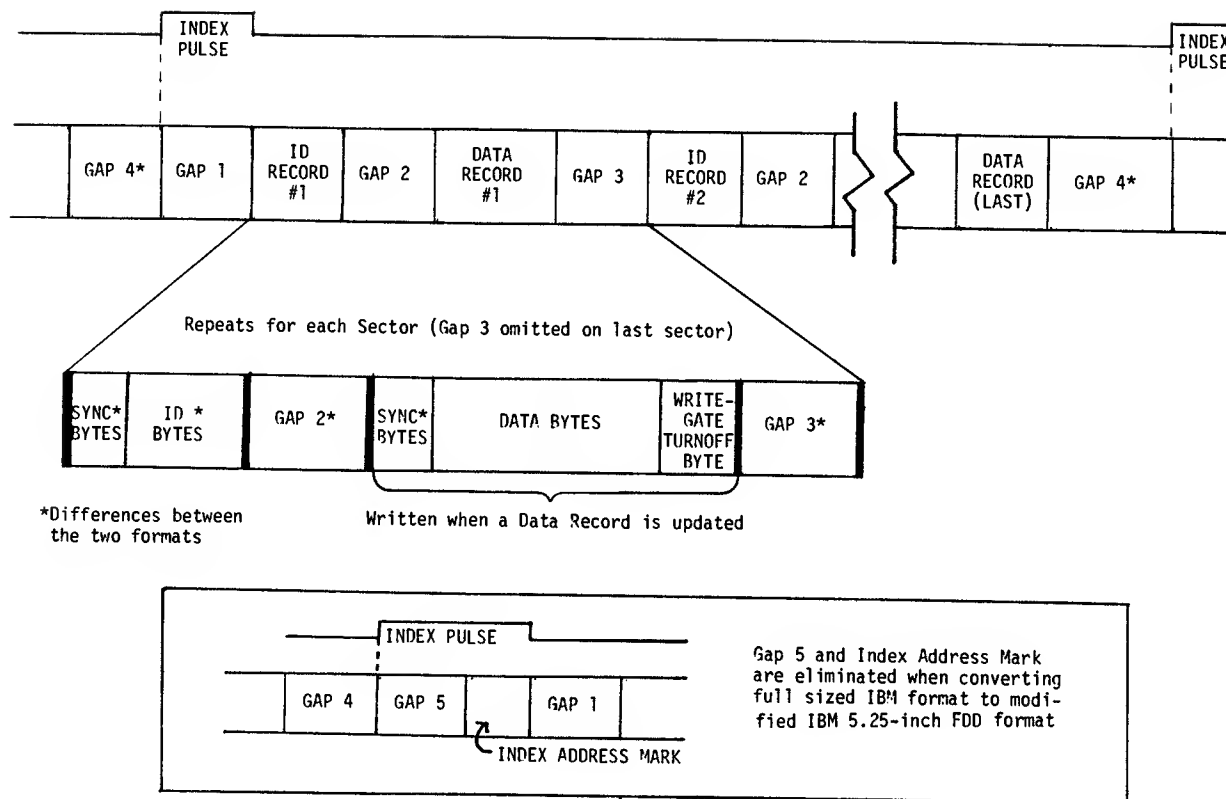 INDEX
PULSE
INDEX
PULSE
GAP 4*
GAP 1
ID
RECORD
#1
GAP 2
DATA
RECORD
#1
GAP 3
ID
RECORD
#2
GAP 2
DATA
RECORD
(LAST)
GAP 4*
Repeats for each Sector (Gap 3 omitted on last sector)
SYNC*
BYTES
ID *
BYTES
GAP 2*
SYNC*
BYTES
DATA BYTES
WRITE-
GATE
TURNOFF
BYTE
GAP 3*
*Differences between
the two formats
Written when a Data Record is updated
INDEX PULSE
GAP 4
GAP 5
GAP 1
INDEX ADDRESS MARK
Gap 5 and Index Address Mark
are eliminated when converting
full sized IBM format to modi-
fied IBM 5.25-inch FDD format